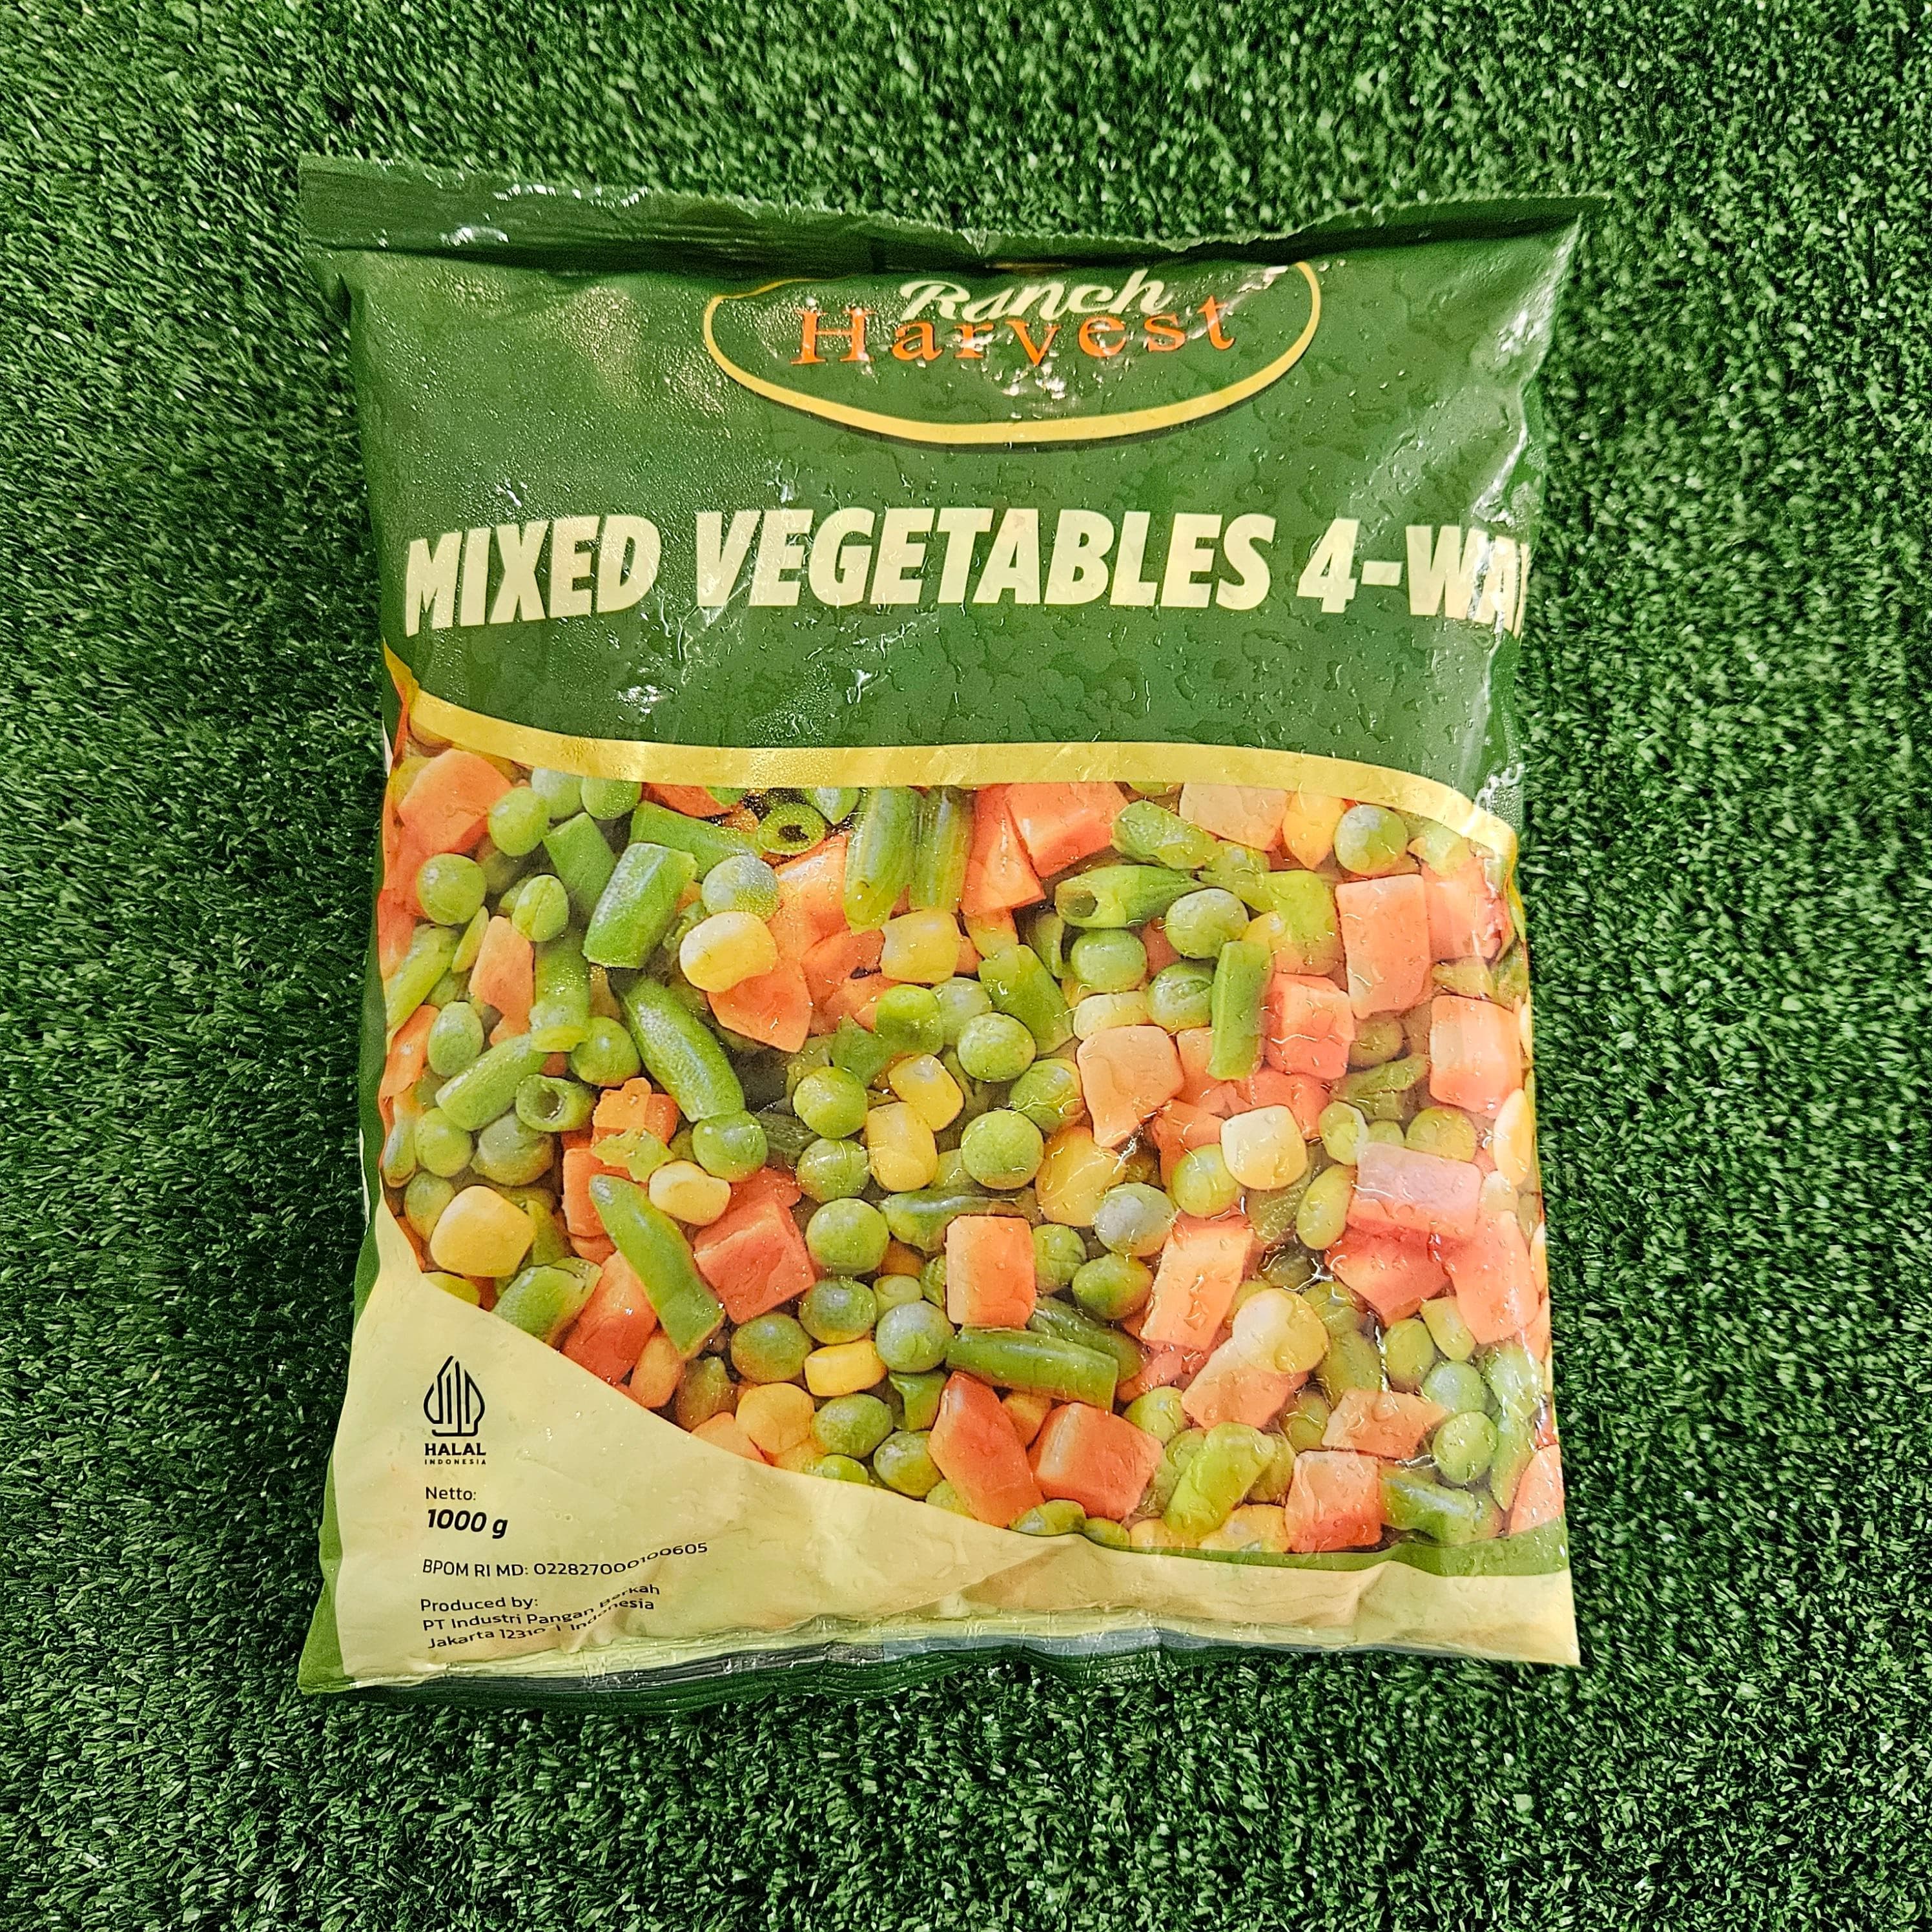 Ranch
Harvest
MIXED VEGETABLES 4-WAY
HALAL
INDONESIA
Netto:
1000 g
BPOM RI MD: 022827000100605
Produced by:
PT Industri Pangan Berkah
Jakarta Indonesia